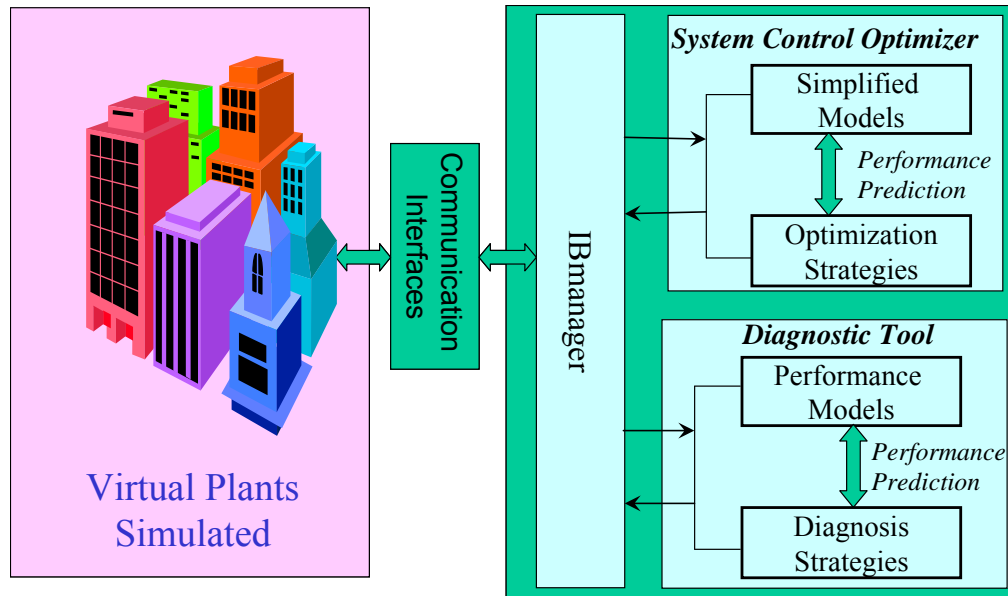 Virtual Plants
Simulated
Communication
Interfaces
IBmanager
System Control Optimizer
Simplified
Models
Performance
Prediction
Optimization
Strategies
Diagnostic Tool
Performance
Models
Performance
Prediction
Diagnosis
Strategies